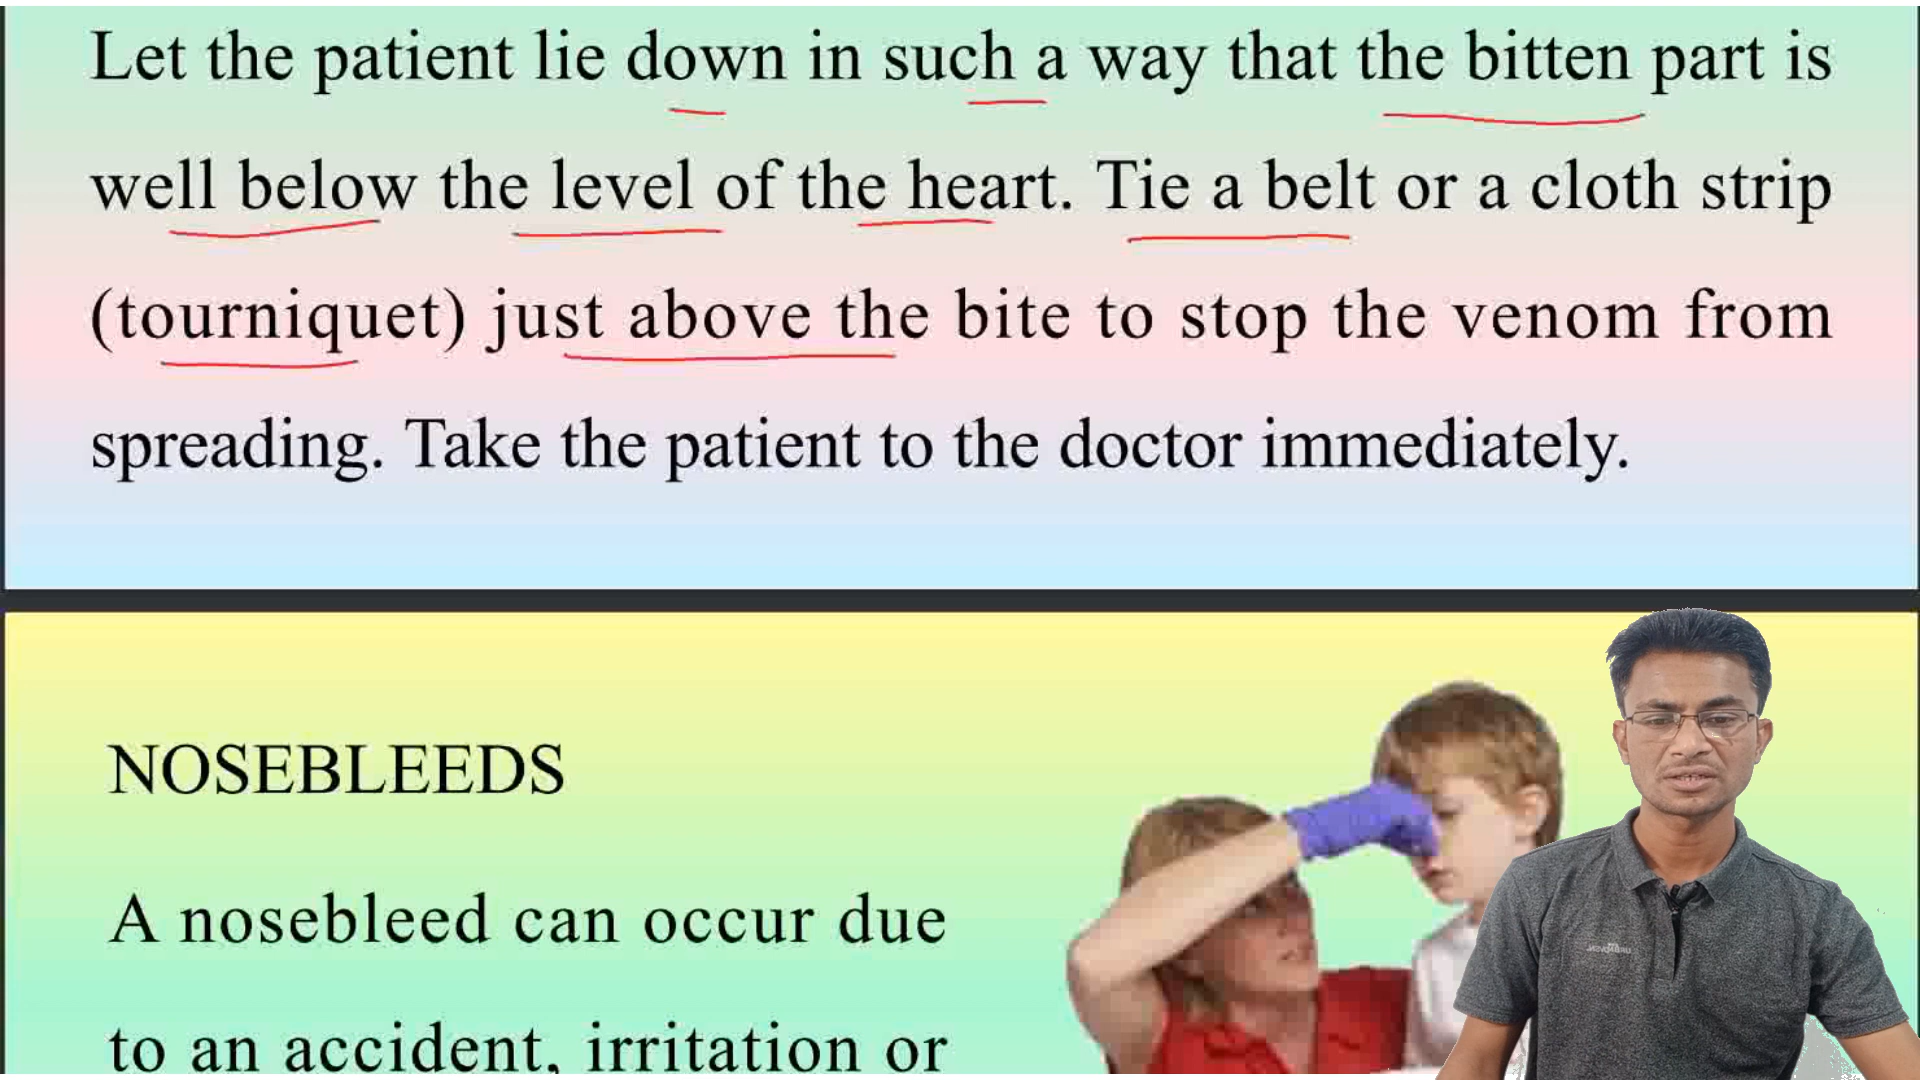 Let the patient lie down in such a way that the bitten part is
well below the level of the heart. Tie a belt or a cloth strip
(tourniquet) just above the bite to stop the venom from
spreading. Take the patient to the doctor immediately.
NOSEBLEEDS
A nosebleed can occur due
to an accident, irritation or